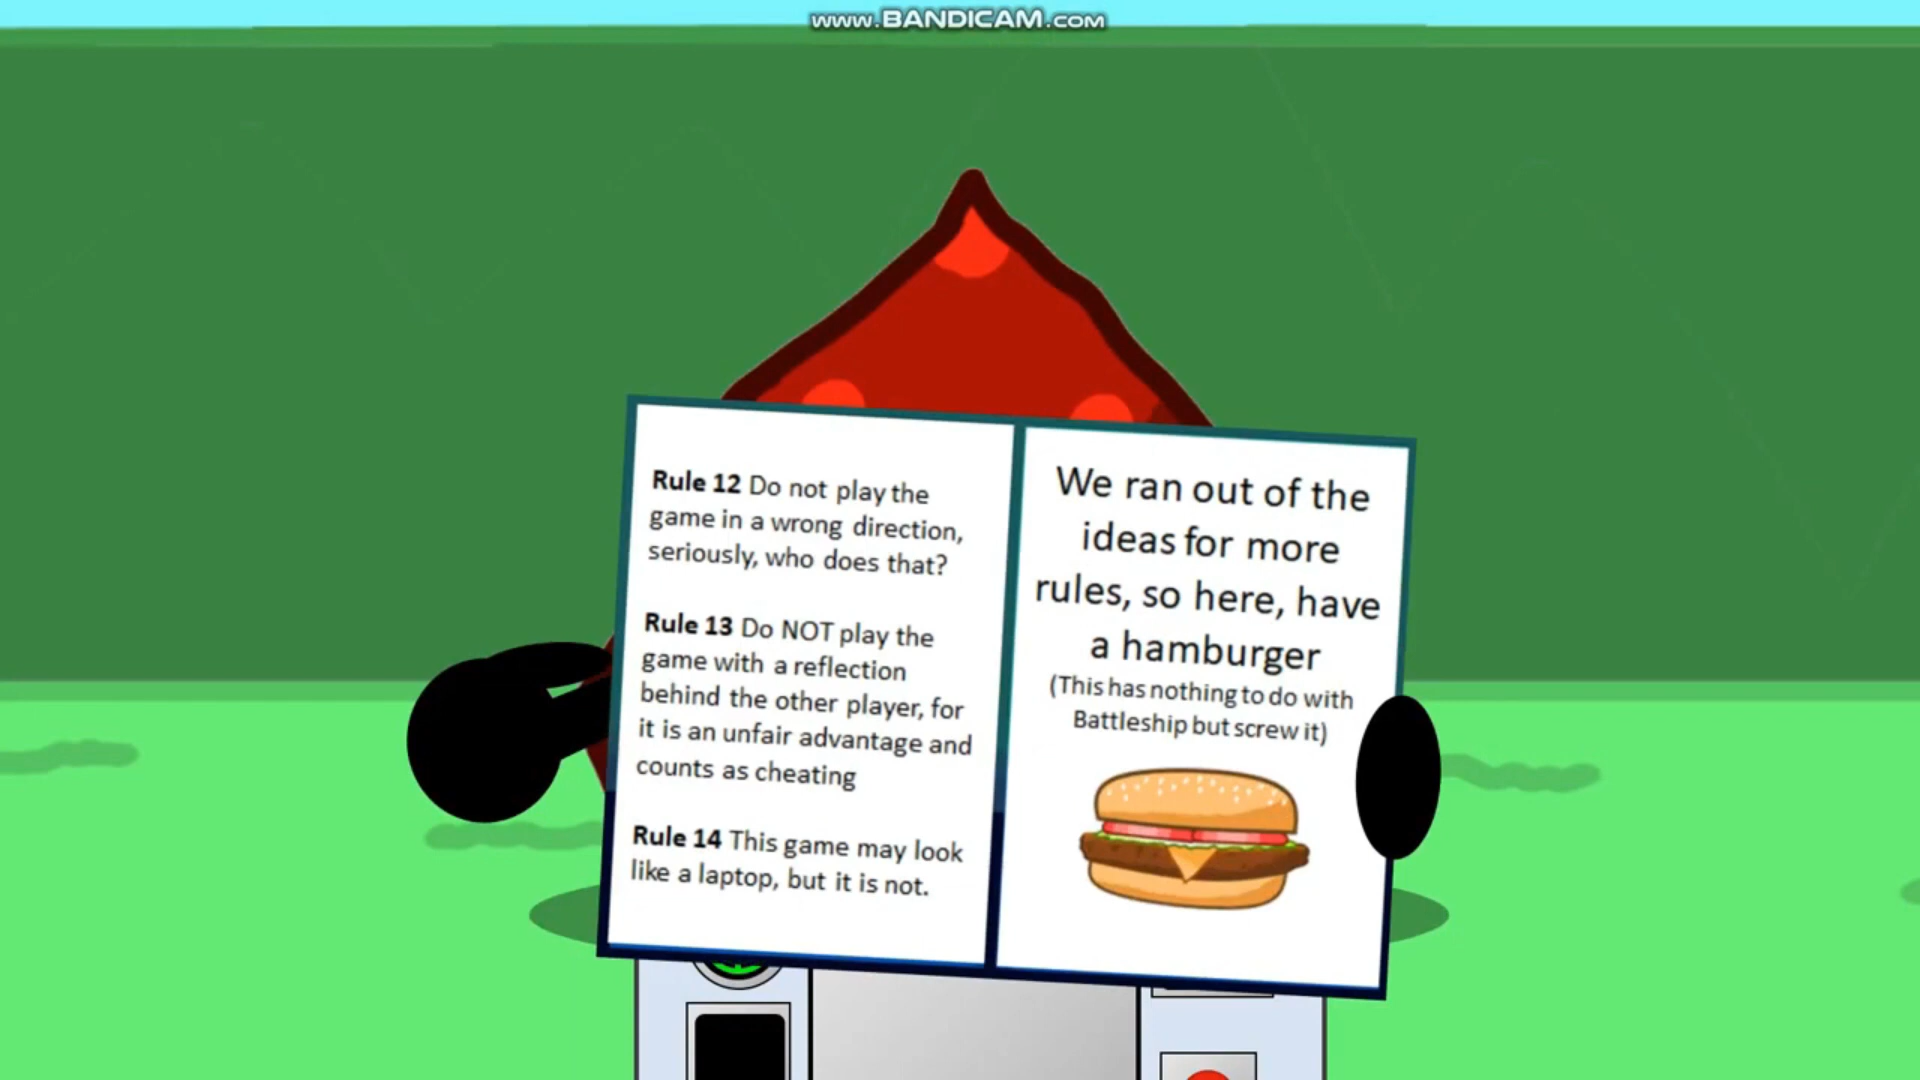 www.BANDICAM.com
Rule 12 Do not play the
game in a wrong direction,
seriously, who does that?
Rule 13 Do NOT play the
game with a reflection
behind the other player, for
it is an unfair advantage and
counts as cheating
Rule 14 This game may look
like a laptop, but it is not.
We ran out of the
ideas for more
rules, so here, have
a hamburger
(This has nothing to do with
Battleship but screw it)